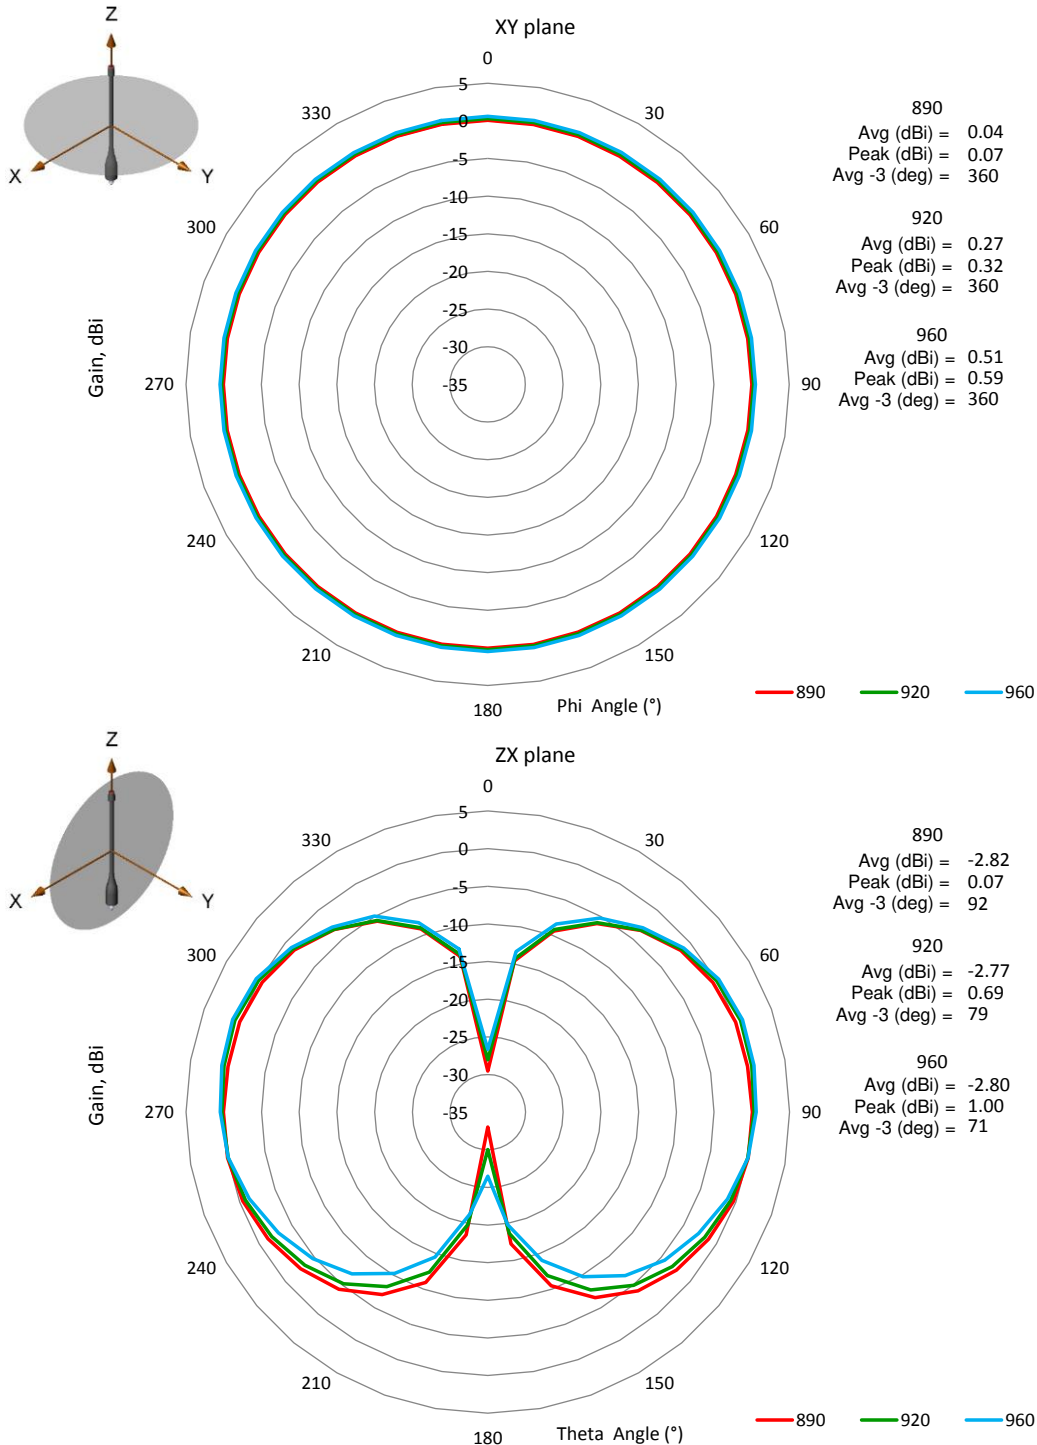 Z
X
Y
XY plane
0
30
60
90
120
150
180
210
240
270
300
330
5
0
-5
-10
-15
-20
-25
-30
-35
Gain, dBi
Phi Angle (°)
890
Avg (dBi) = 0.04
Peak (dBi) = 0.07
Avg -3 (deg) = 360
920
Avg (dBi) = 0.27
Peak (dBi) = 0.32
Avg -3 (deg) = 360
960
Avg (dBi) = 0.51
Peak (dBi) = 0.59
Avg -3 (deg) = 360
890 920 960
Z
X
Y
ZX plane
0
30
60
90
120
150
180
210
240
270
300
330
5
0
-5
-10
-15
-20
-25
-30
-35
Gain, dBi
Theta Angle (°)
890
Avg (dBi) = -2.82
Peak (dBi) = 0.07
Avg -3 (deg) = 92
920
Avg (dBi) = -2.77
Peak (dBi) = 0.69
Avg -3 (deg) = 79
960
Avg (dBi) = -2.80
Peak (dBi) = 1.00
Avg -3 (deg) = 71
890 920 960